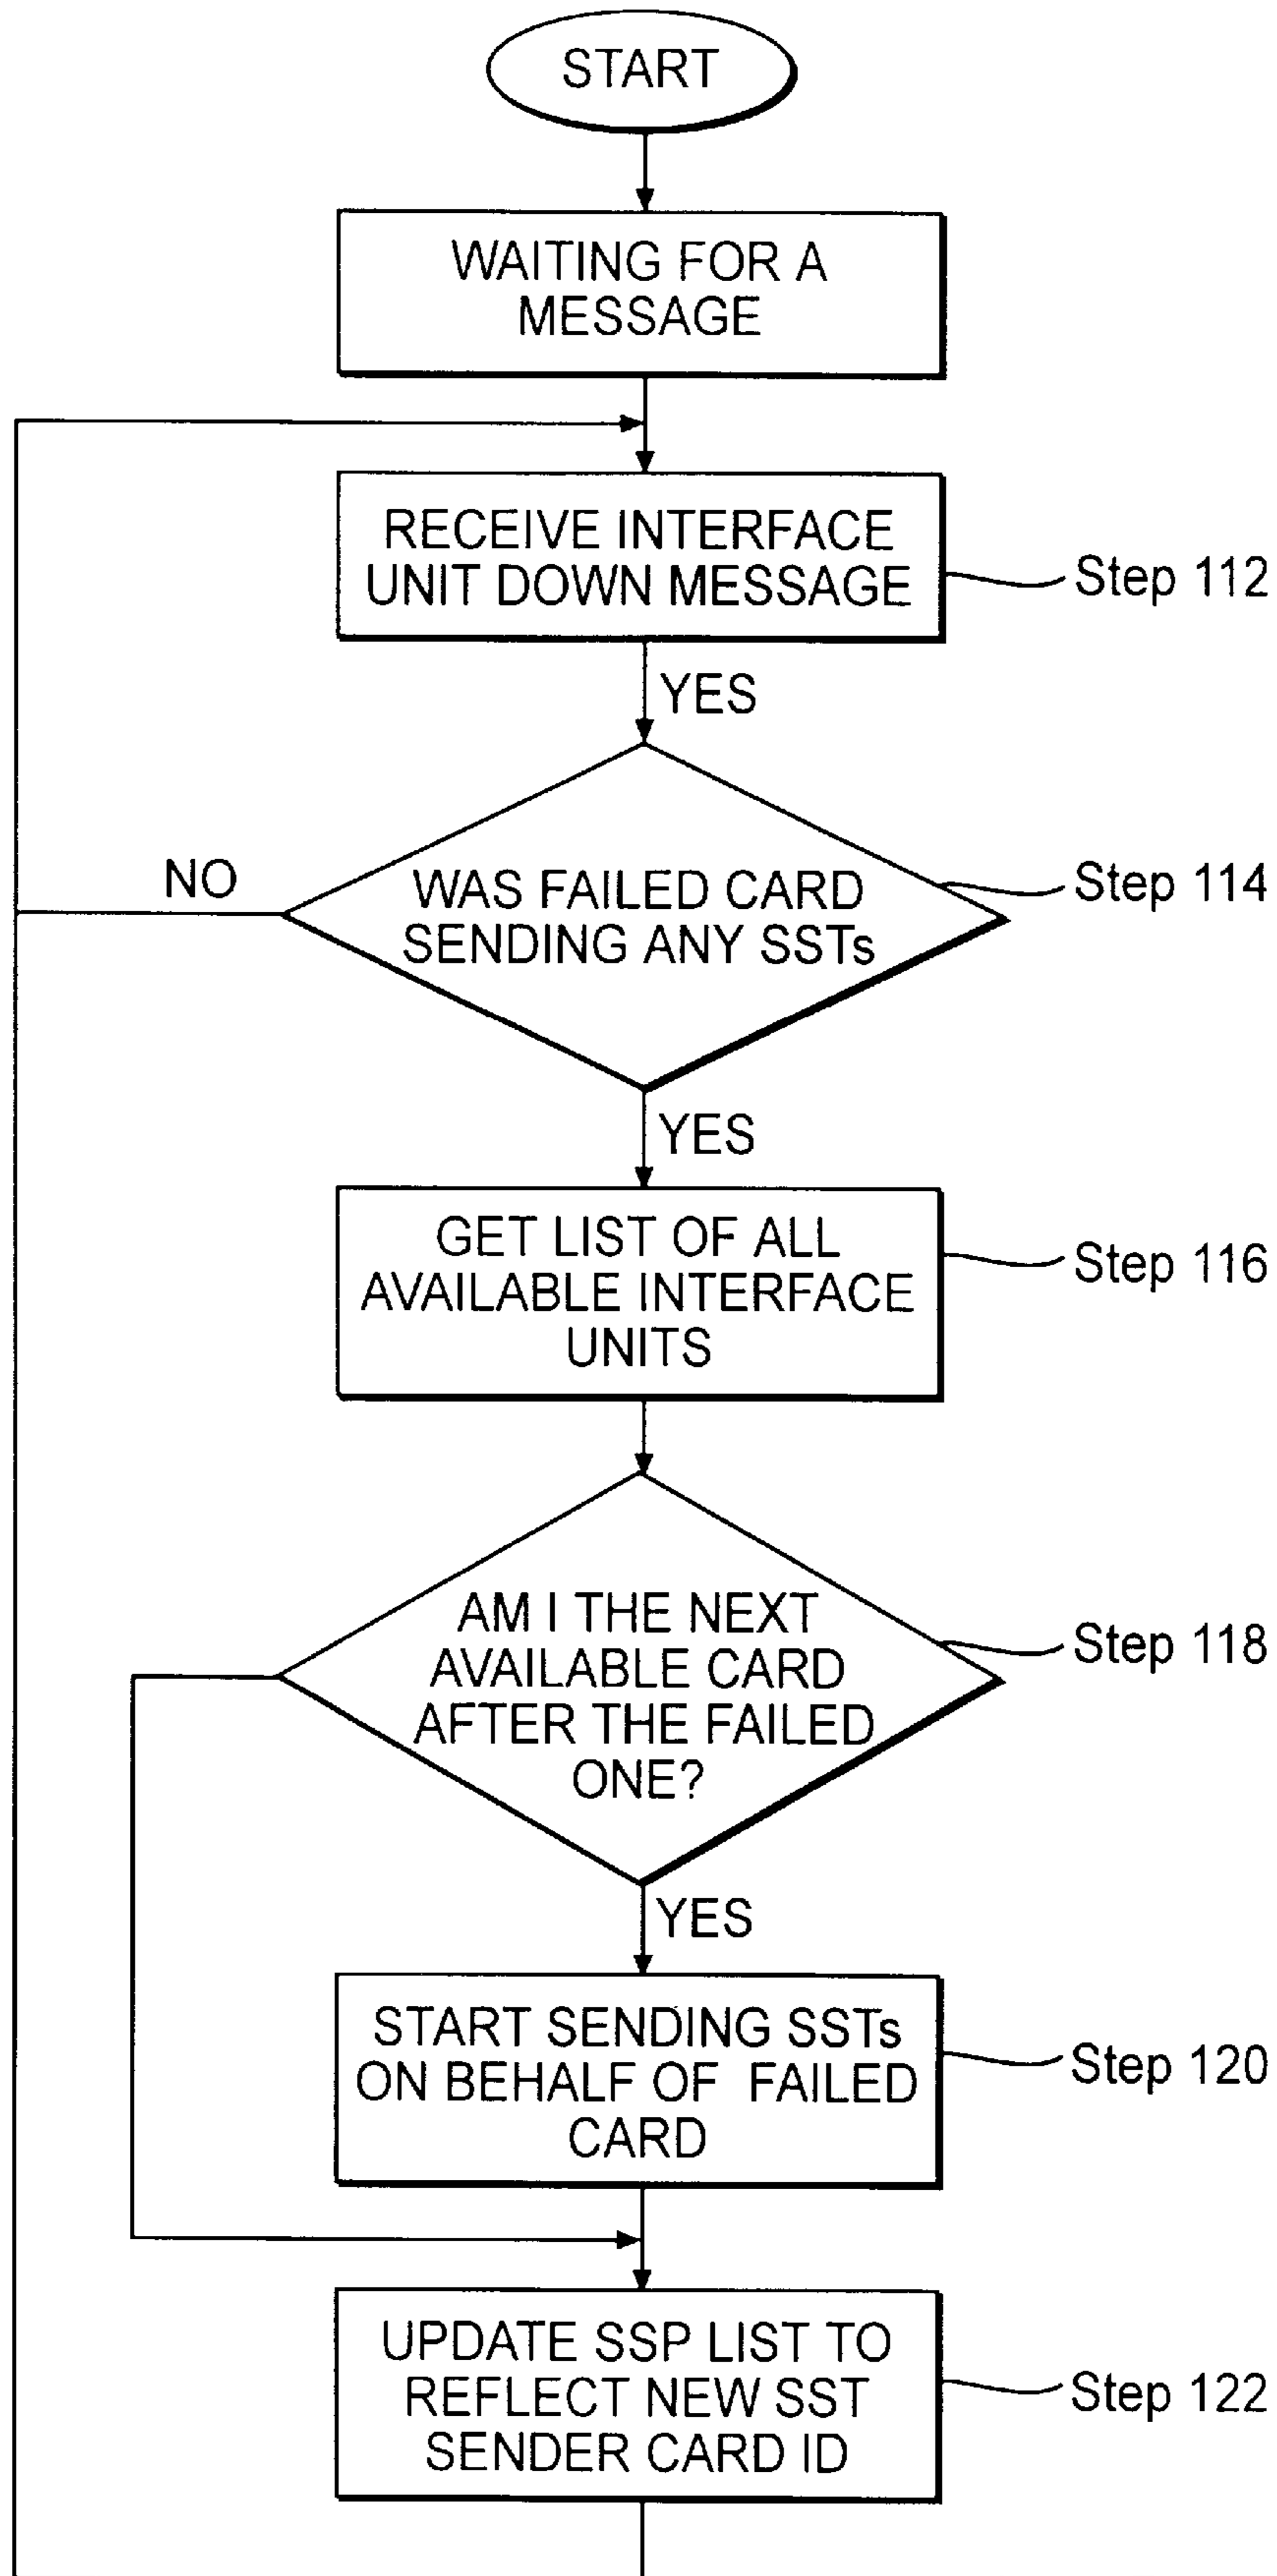 START
WAITING FOR A
MESSAGE
RECEIVE INTERFACE
UNIT DOWN MESSAGE
Step 112
YES
NO
WAS FAILED CARD
SENDING ANY SSTs
Step 114
YES
GET LIST OF ALL
AVAILABLE INTERFACE
UNITS
Step 116
AM I THE NEXT
AVAILABLE CARD
AFTER THE FAILED
ONE?
Step 118
YES
START SENDING SSTs
ON BEHALF OF FAILED
CARD
Step 120
UPDATE SSP LIST TO
REFLECT NEW SST
SENDER CARD ID
Step 122